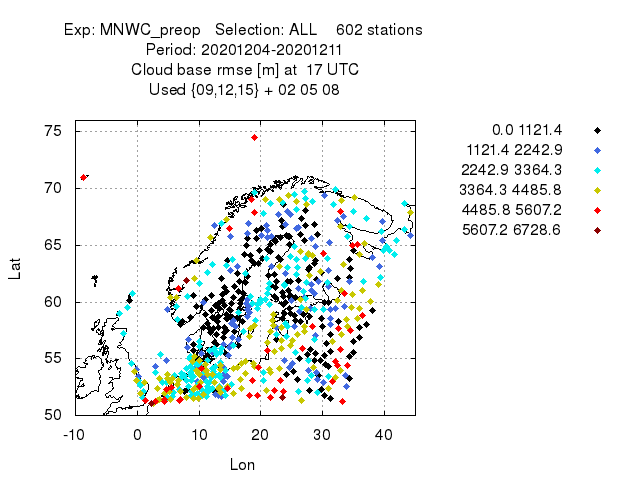 Exp: MNWC_preop   Selection: ALL    602 stations
Period: 20201204-20201211
Cloud base rmse [m] at  17 UTC
Used {09,12,15} + 02 05 08
0.0 1121.4
1121.4 2242.9
2242.9 3364.3
3364.3 4485.8
4485.8 5607.2
5607.2 6728.6
75
70
65
60
55
50
Lat
-10 0 10 20 30 40
Lon